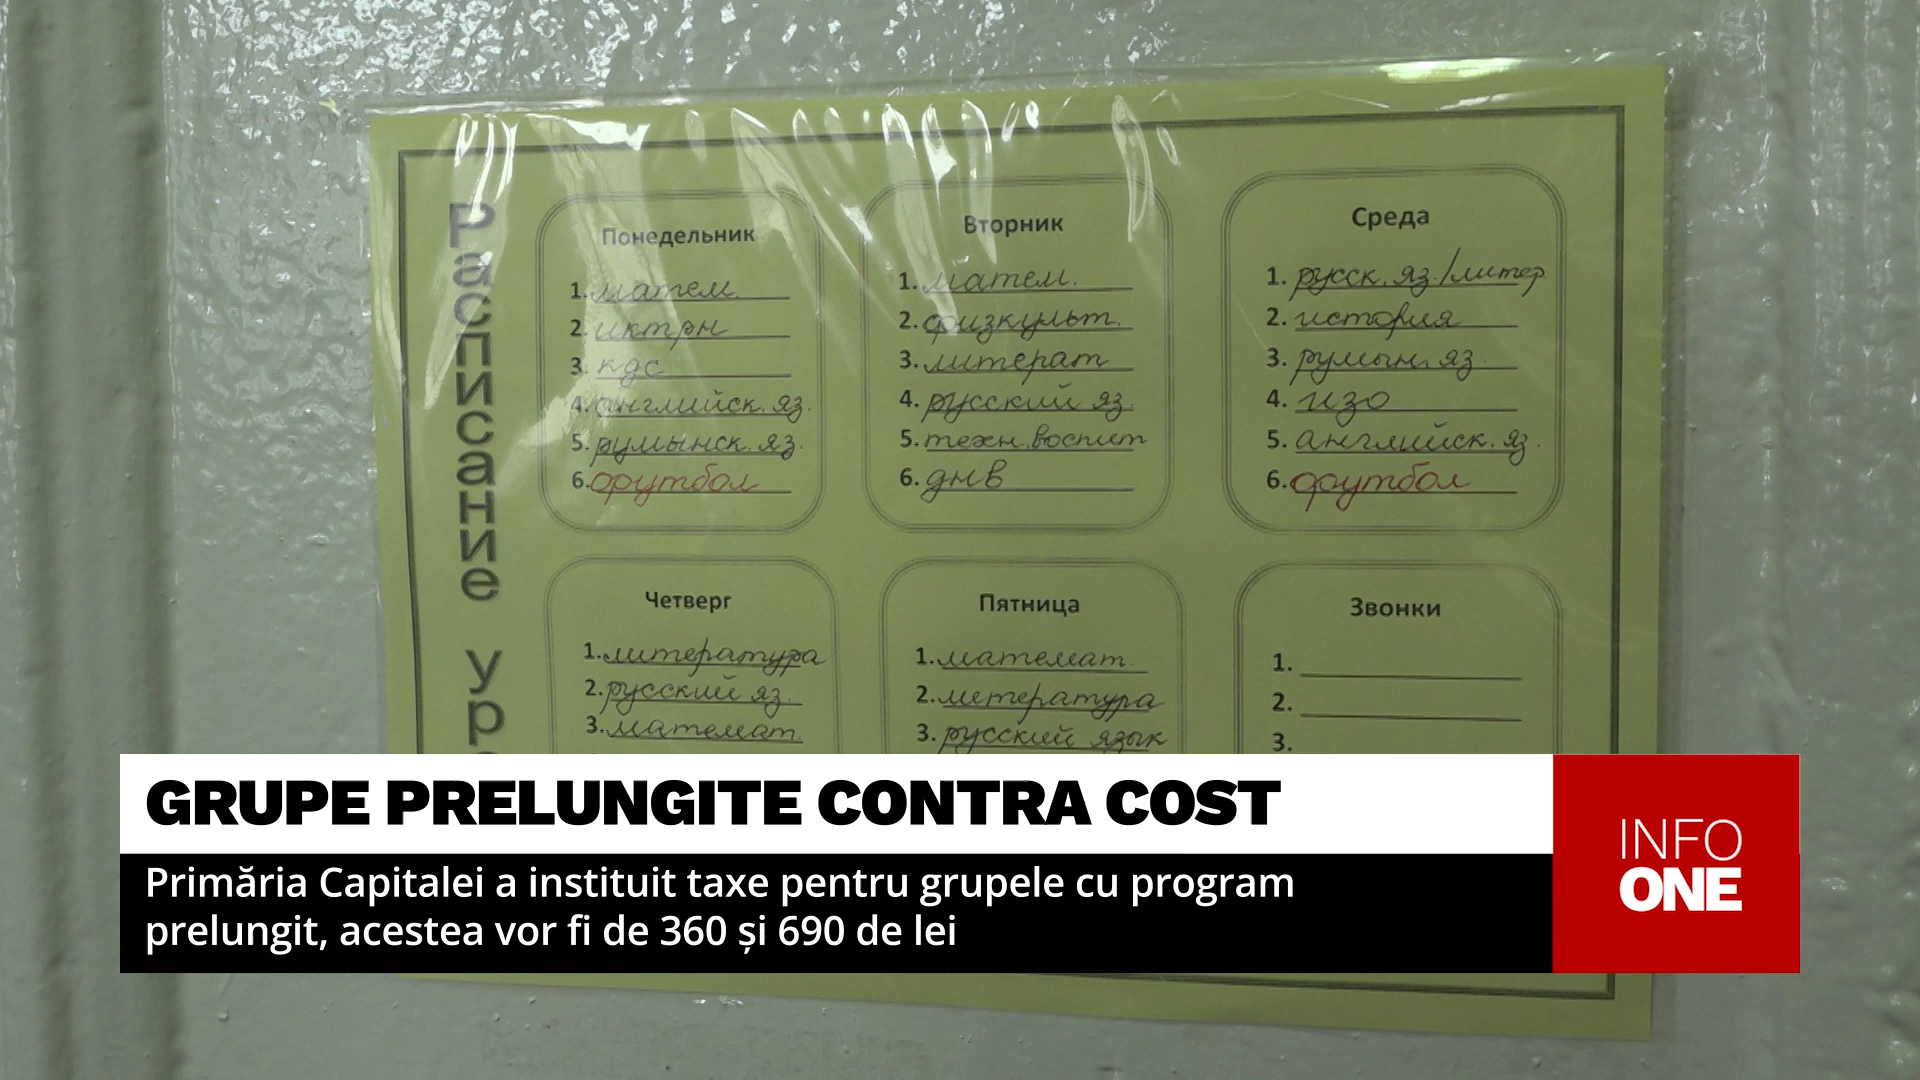 Расписание ур
Понедельник
1. матем.
2. иктрн
3. кдс
4. английск. яз.
5. румынск. яз.
6. футбол
Вторник
1. матем.
2. физкульт.
3. литерат
4. русский яз.
5. техн. воспит
6. днв
Среда
1. русск. яз./литер
2. история
3. румын. яз.
4. изо
5. английск. яз.
6. футбол
Четверг
1. литература
2. русский яз.
3. математ.
Пятница
1. математ.
2. литература
3. русский язык
Звонки
1.
2.
3.
GRUPE PRELUNGITE CONTRA COST
Primăria Capitalei a instituit taxe pentru grupele cu program
prelungit, acestea vor fi de 360 și 690 de lei
INFO
ONE